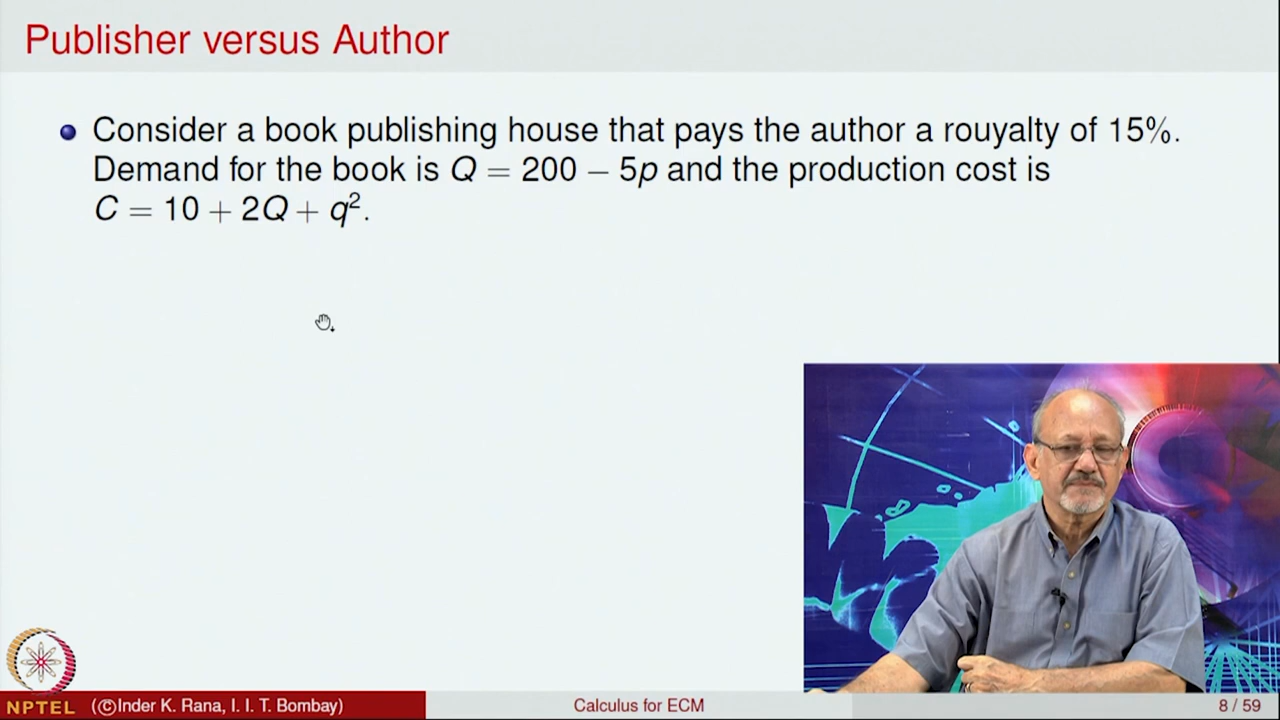 Publisher versus Author
Consider a book publishing house that pays the author a rouyalty of 15%.
Demand for the book is Q = 200 − 5p and the production cost is
C = 10 + 2Q + q².
NPTEL
(©Inder K. Rana, I. I. T. Bombay)
Calculus for ECM
8 / 59